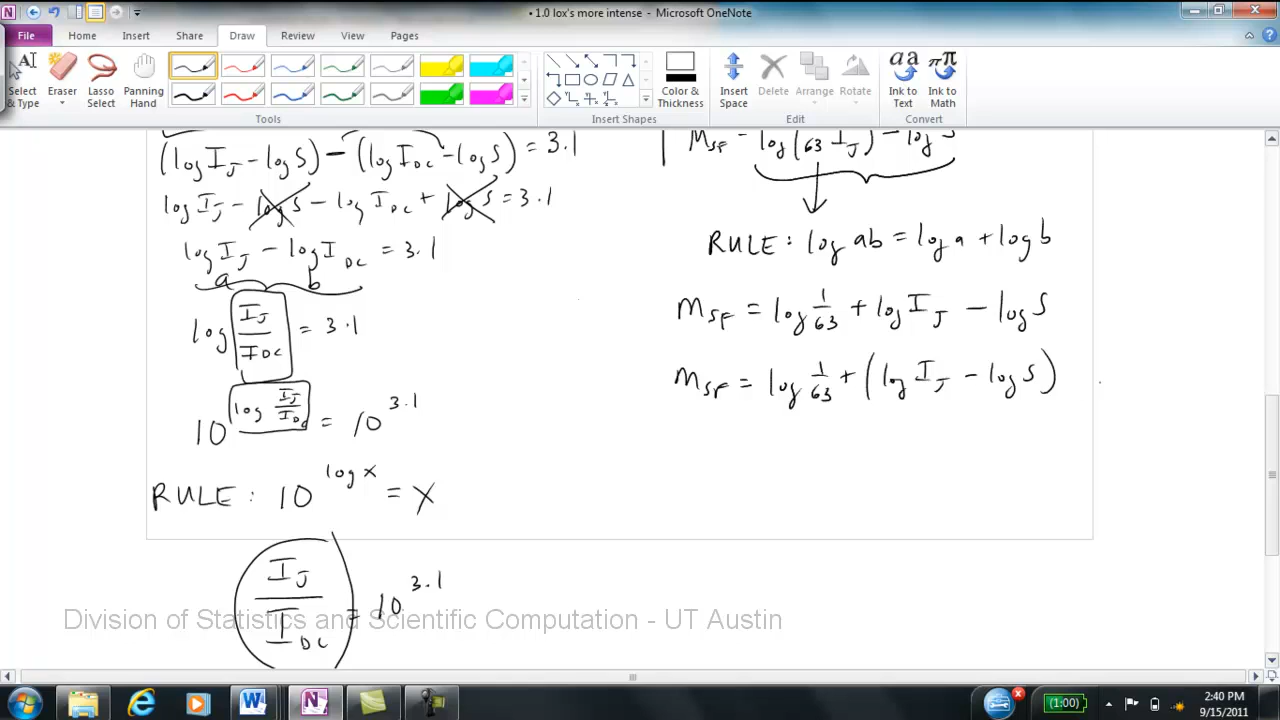 1.0 lox's more intense - Microsoft OneNote
File Home Insert Share Draw Review View Pages
Select & Type
Eraser
Lasso Select
Panning Hand
Color & Thickness
Insert Space
Delete
Arrange
Rotate
Ink to Text
Ink to Math
Tools
Insert Shapes
Edit
Convert
(log I_J - log S) - (log I_DC - log S) = 3.1
log I_J - log S - log I_DC + log S = 3.1
log I_J - log I_DC = 3.1
a b
log I_J/I_DC = 3.1
10^(log I_J/I_DC) = 10^3.1
RULE: 10^(log x) = x
I_J/I_DC = 10^3.1
M_SF = log(1/63 I_J) - log S
RULE: log ab = log a + log b
M_SF = log 1/63 + log I_J - log S
M_SF = log 1/63 + (log I_J - log S)
Division of Statistics and Scientific Computation - UT Austin
(1:00)
2:40 PM
9/15/2011